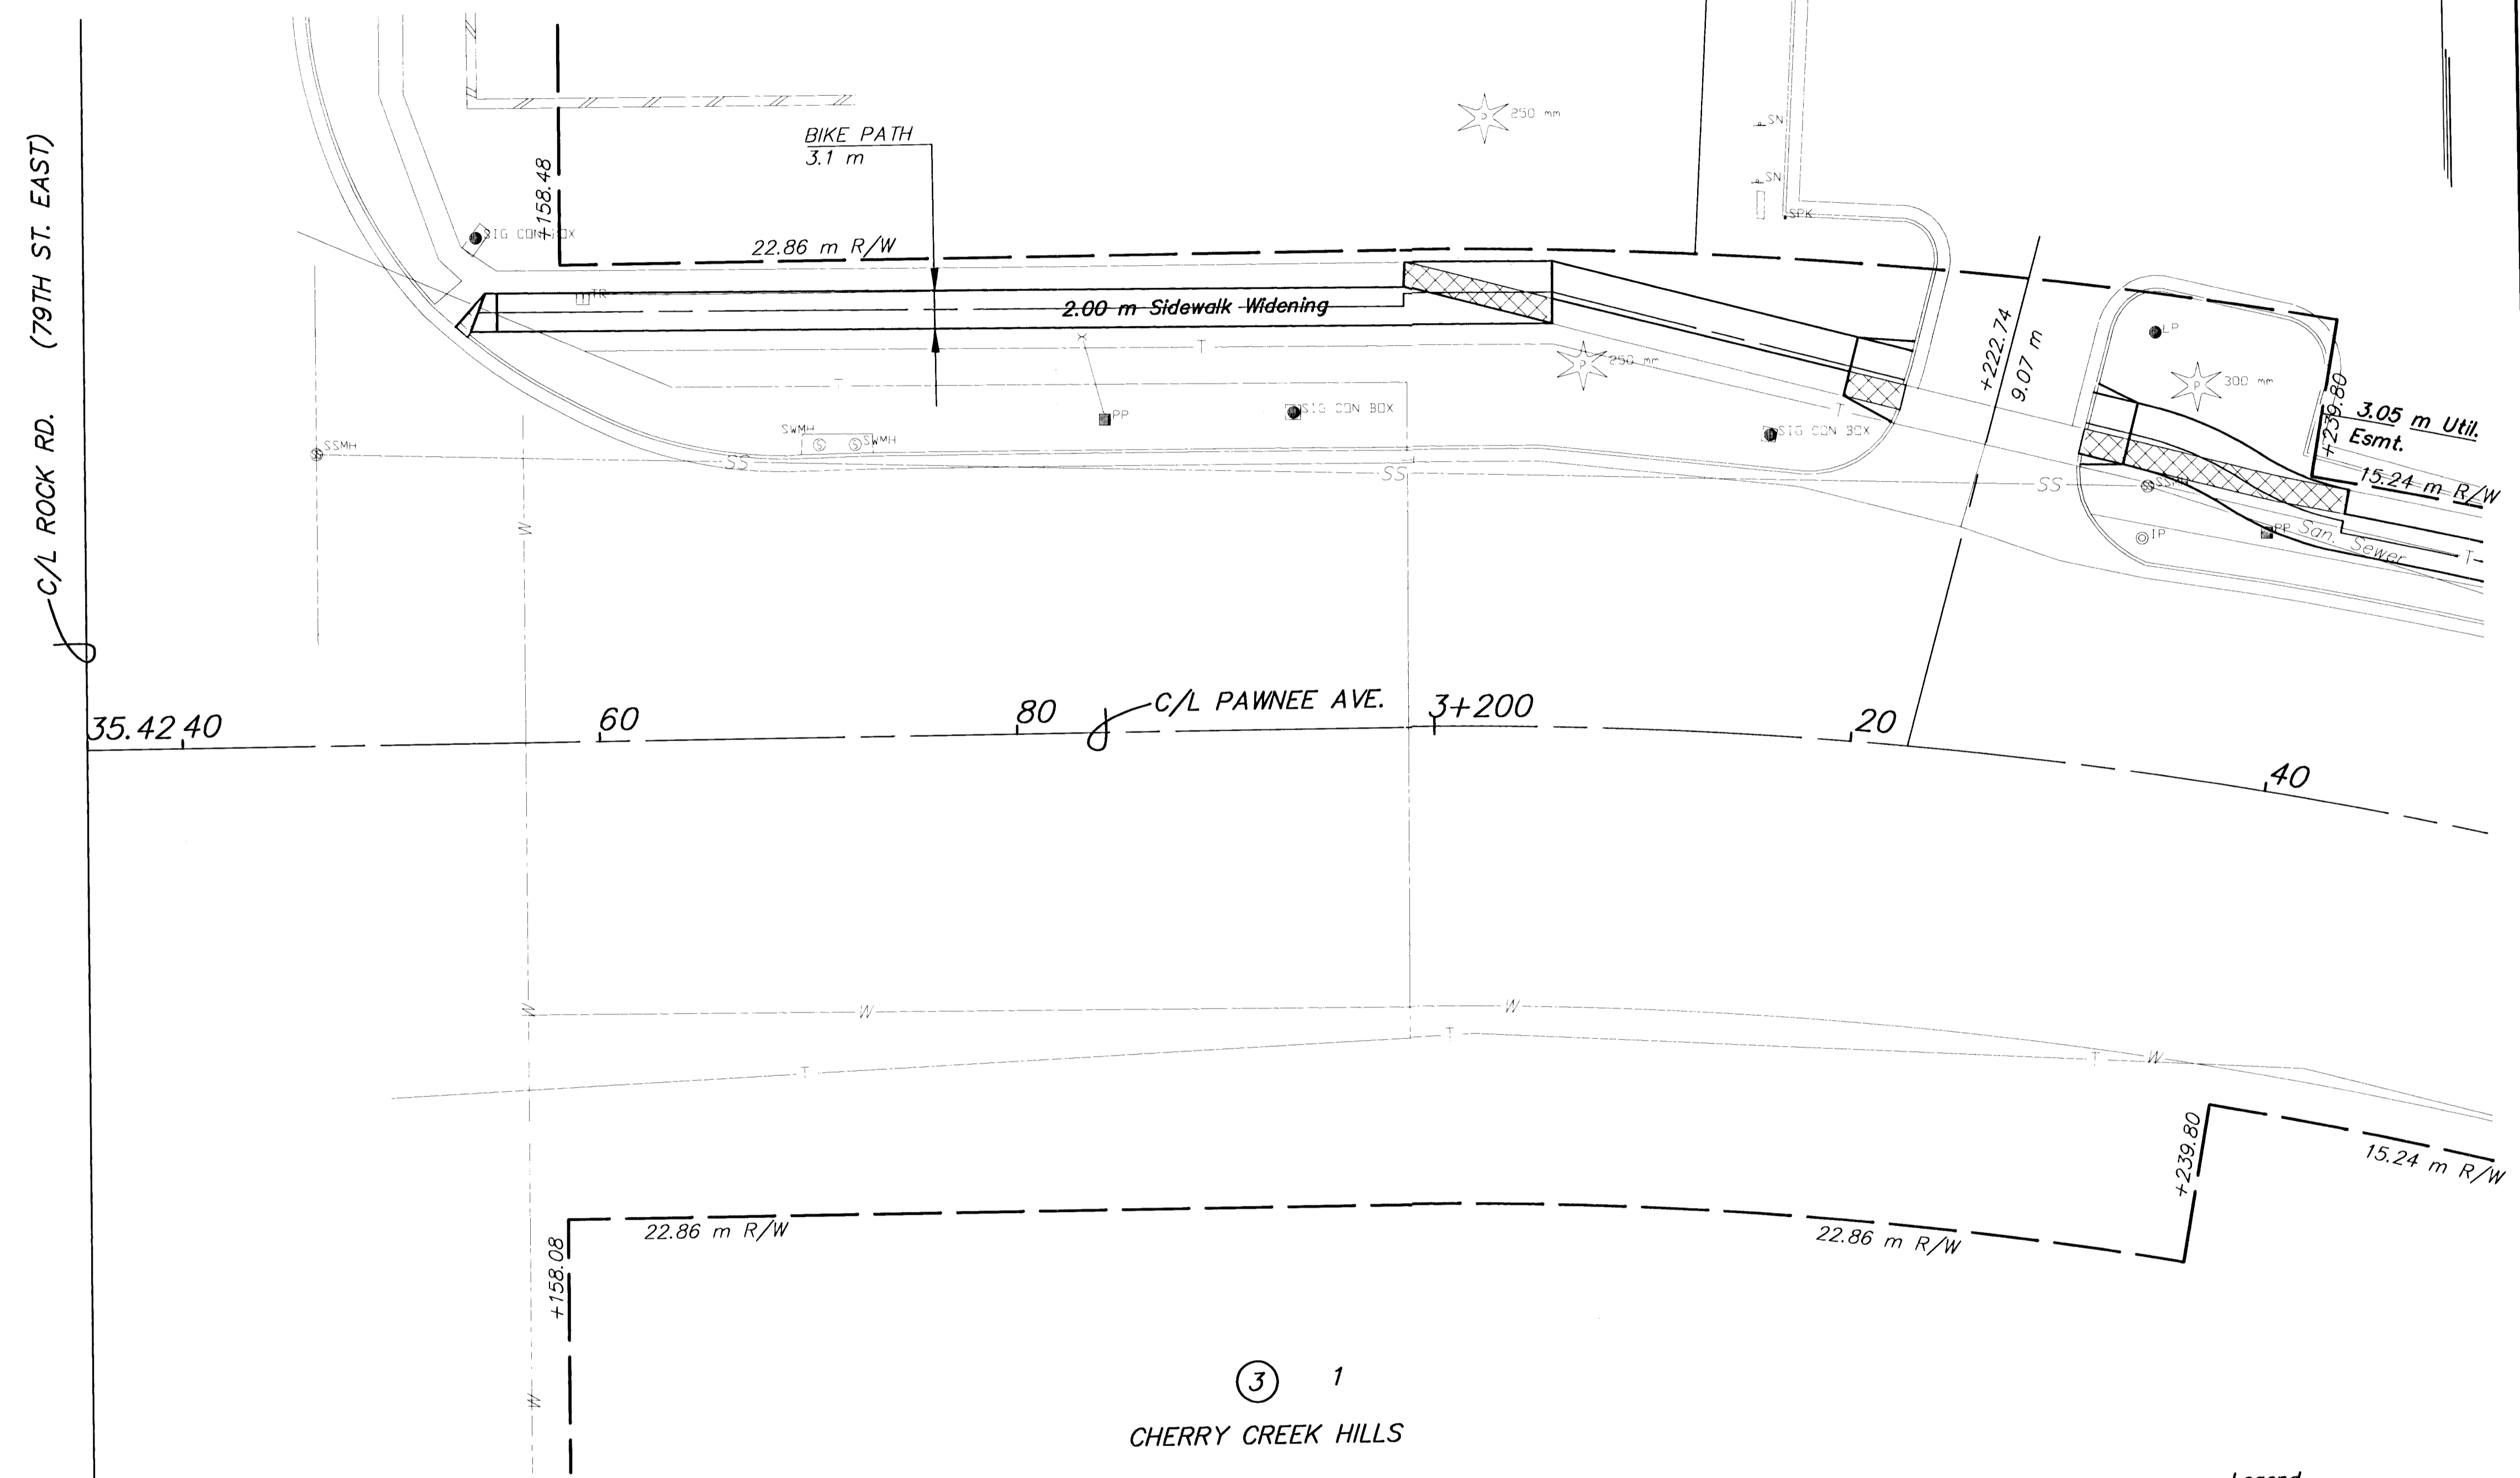 C/L ROCK RD. (79TH ST. EAST)
BIKE PATH
3.1 m
250 mm
SN
SN
SPK
+158.48
SIG CON BOX
22.86 m R/W
TR
2.00 m Sidewalk Widening
T
250 mm
P
T
PP
SIG CON BOX
SIG CON BOX
T
SWMH
S
S
SWMH
SSMH
SS
SS
SS
+222.74
9.07 m
LP
P
300 mm
+239.80
3.05 m Util.
Esmt.
15.24 m R/W
SSMH
IP
PP
San. Sewer
T
W
35.42
40
60
80
C/L PAWNEE AVE.
3+200
20
40
W
W
W
T
T
T
W
22.86 m R/W
+158.08
22.86 m R/W
+239.80
15.24 m R/W
W
3
1
CHERRY CREEK HILLS
Legend